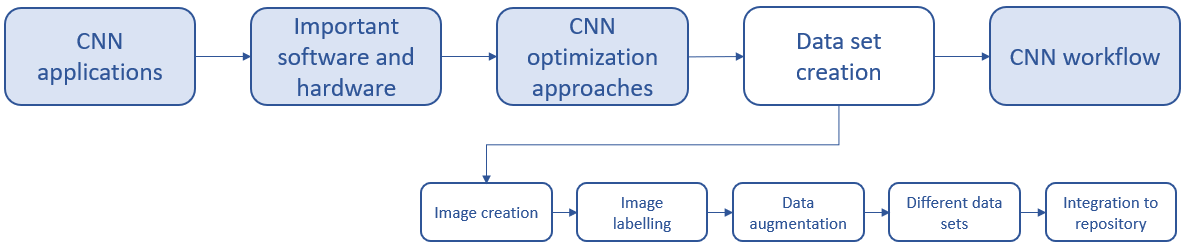 CNN
applications
Important
software and
hardware
CNN
optimization
approaches
Data set
creation
CNN workflow
Image creation
Image
labelling
Data
augmentation
Different data
sets
Integration to
repository